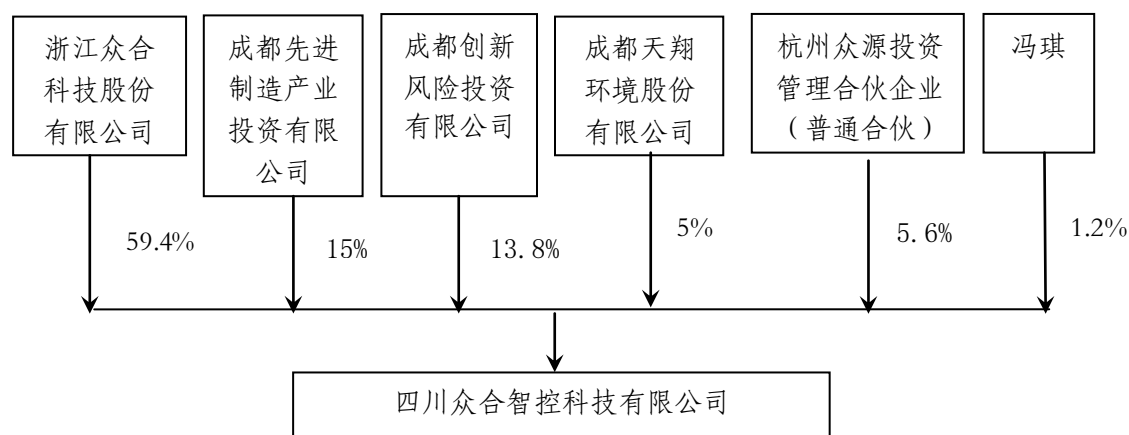 浙江众合
科技股份
有限公司
成都先进
制造产业
投资有限
公司
成都创新
风险投资
有限公司
成都天翔
环境股份
有限公司
杭州众源投资
管理合伙企业
（普通合伙）
冯琪
59.4%
15%
13.8%
5%
5.6%
1.2%
四川众合智控科技有限公司